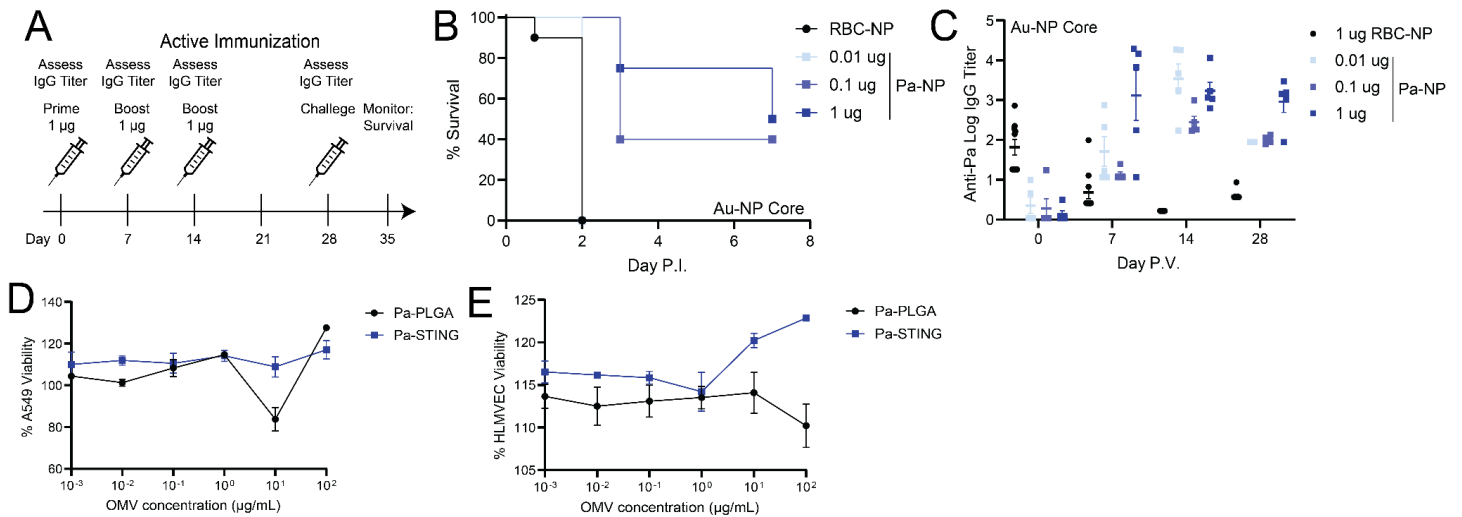 A
Active Immunization
Assess
IgG Titer
Assess
IgG Titer
Assess
IgG Titer
Assess
IgG Titer
Prime
1 µg
Boost
1 µg
Boost
1 µg
Challege
Monitor:
Survival
Day 0 7 14 21 28 35
B
% Survival
100
80
60
40
20
0
0 2 4 6 8
Day P.I.
Au-NP Core
RBC-NP
0.01 ug
0.1 ug
1 ug
Pa-NP
C
Au-NP Core
Anti-Pa Log IgG Titer
5
4
3
2
1
0
0 7 14 28
Day P.V.
1 ug RBC-NP
0.01 ug
0.1 ug
1 ug
Pa-NP
D
% A549 Viability
140
120
100
80
60
10-3 10-2 10-1 100 101 102
OMV concentration (µg/mL)
Pa-PLGA
Pa-STING
E
% HLMVEC Viability
125
120
115
110
105
10-3 10-2 10-1 100 101 102
OMV concentration (µg/mL)
Pa-PLGA
Pa-STING